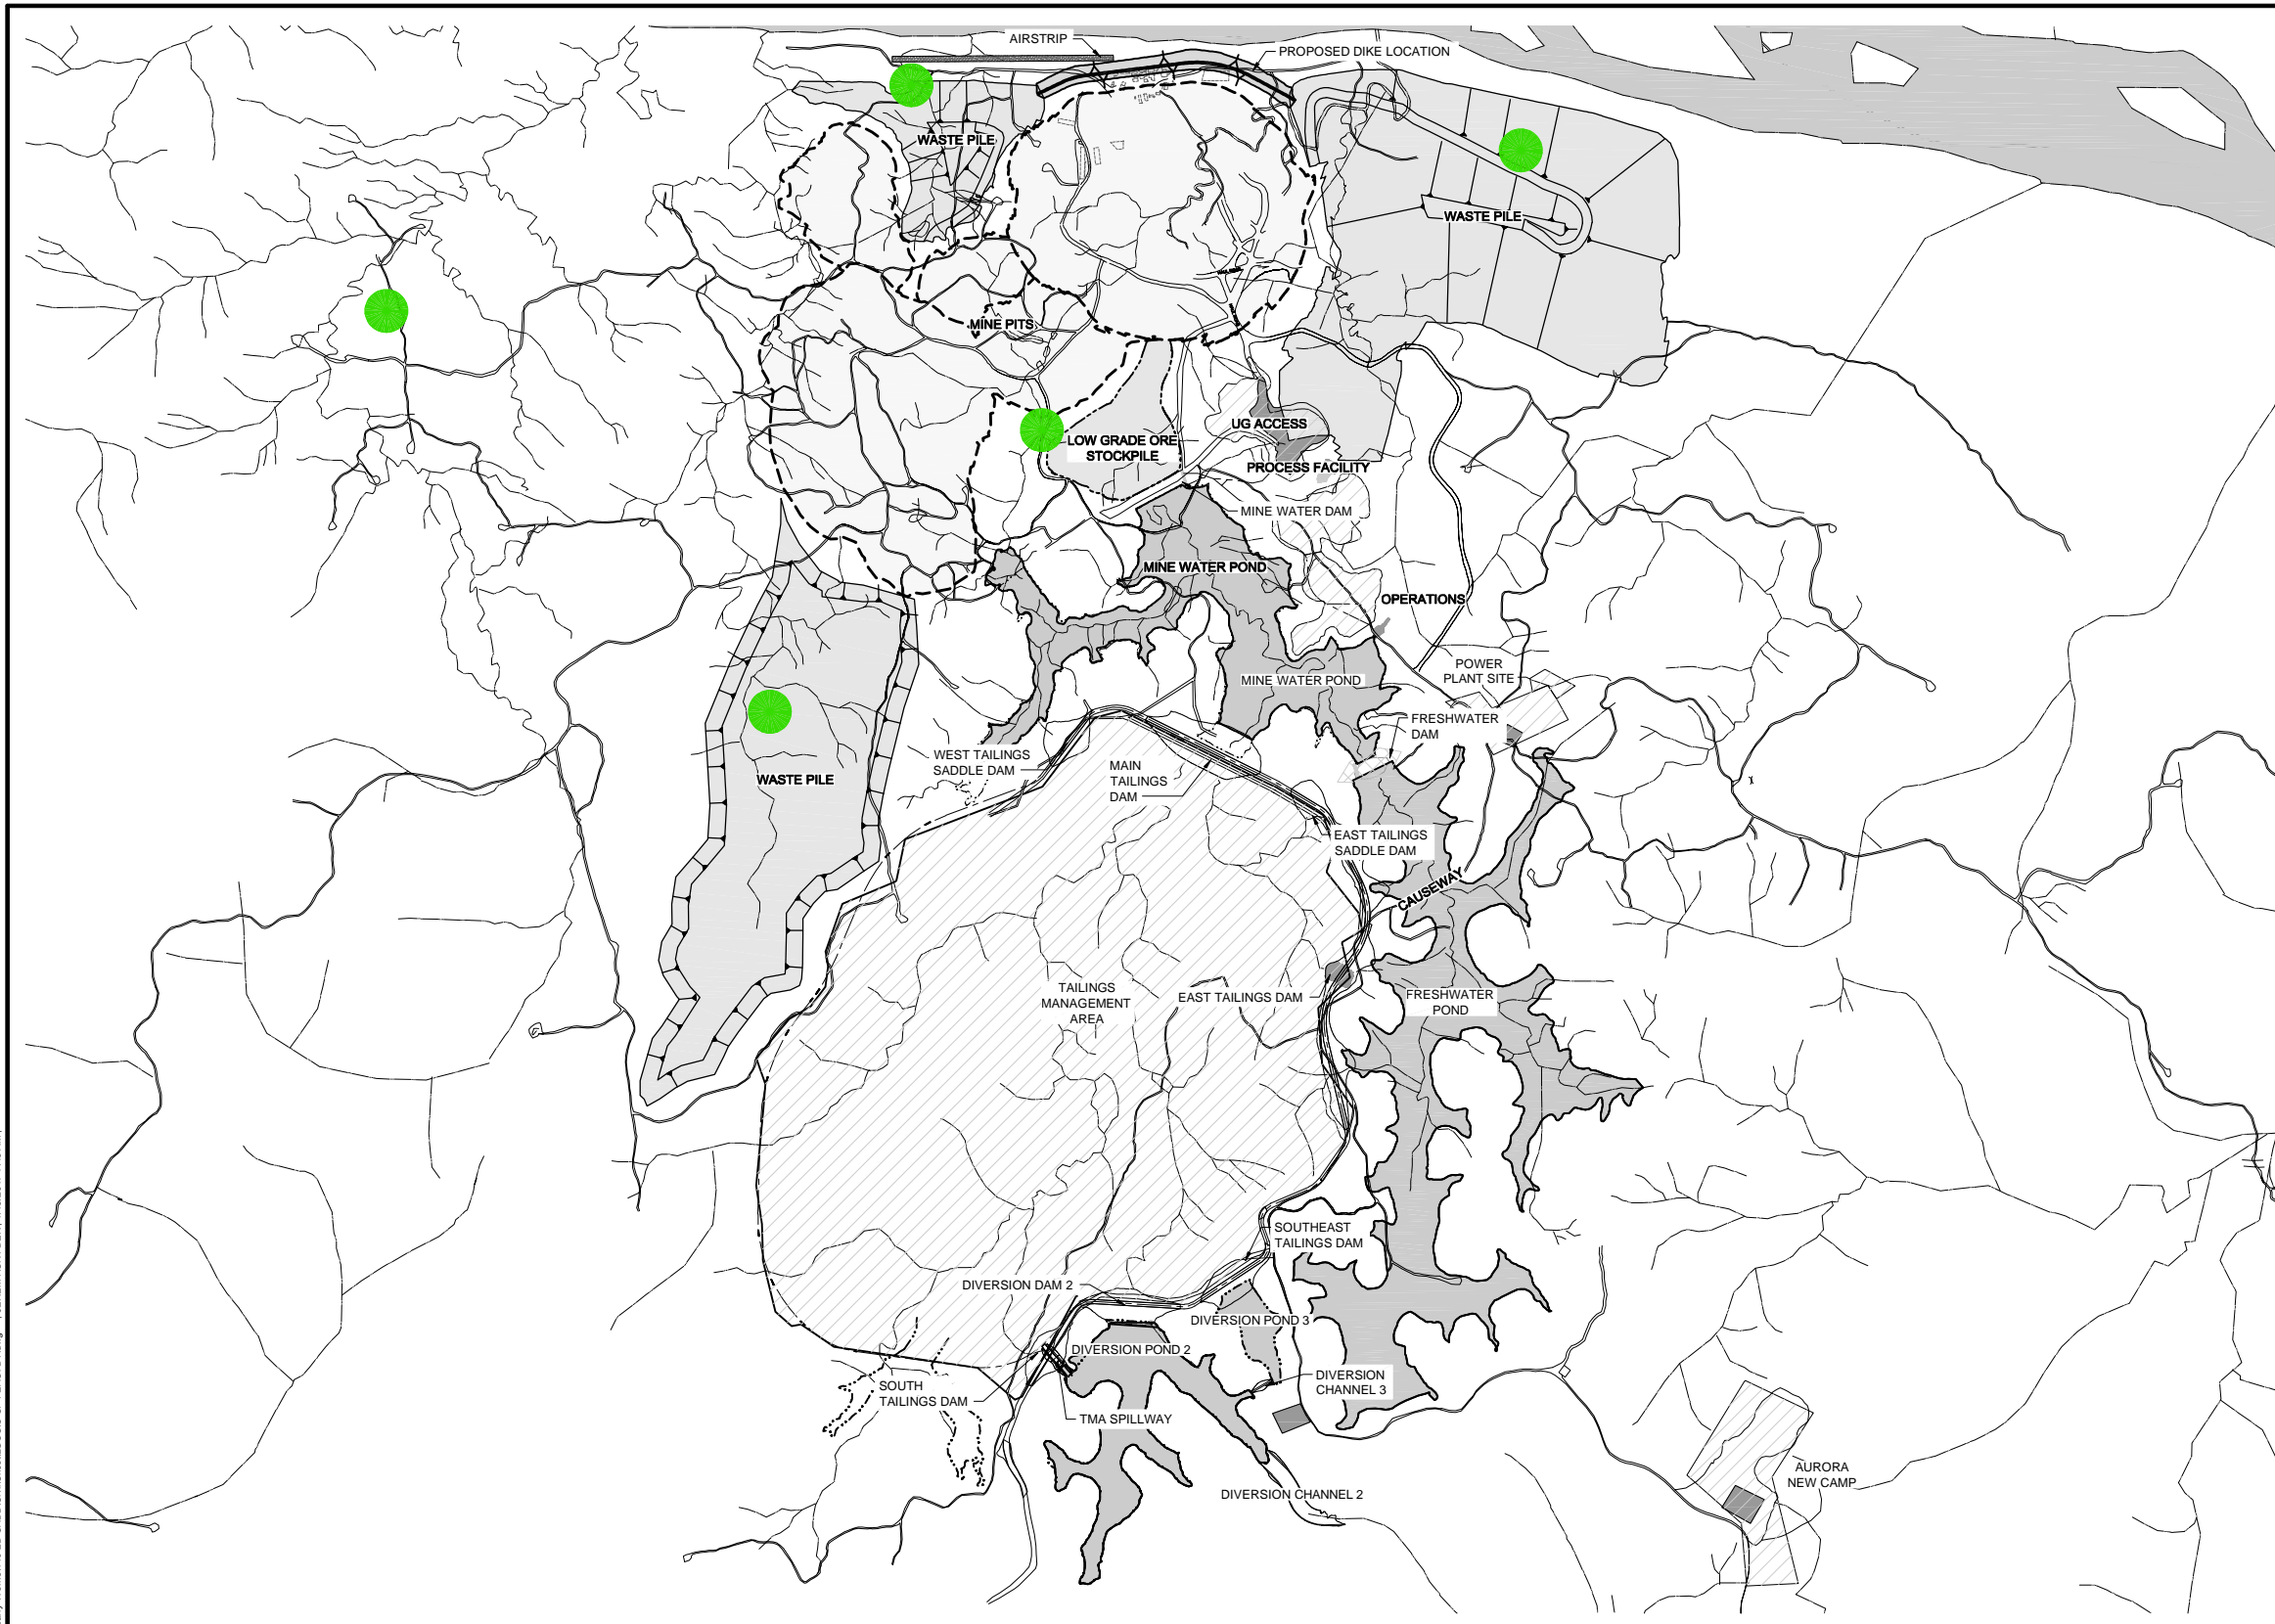 AIRSTRIP
PROPOSED DIKE LOCATION
WASTE PILE
WASTE PILE
MINE PITS
UG ACCESS
LOW GRADE ORE
STOCKPILE
PROCESS FACILITY
MINE WATER DAM
MINE WATER POND
OPERATIONS
POWER
PLANT SITE
MINE WATER POND
FRESHWATER
DAM
WEST TAILINGS
SADDLE DAM
MAIN
TAILINGS
DAM
WASTE PILE
EAST TAILINGS
SADDLE DAM
CAUSEWAY
TAILINGS
MANAGEMENT
AREA
EAST TAILINGS DAM
FRESHWATER
POND
SOUTHEAST
TAILINGS DAM
DIVERSION DAM 2
DIVERSION POND 3
DIVERSION POND 2
SOUTH
TAILINGS DAM
DIVERSION
CHANNEL 3
TMA SPILLWAY
AURORA
NEW CAMP
DIVERSION CHANNEL 2